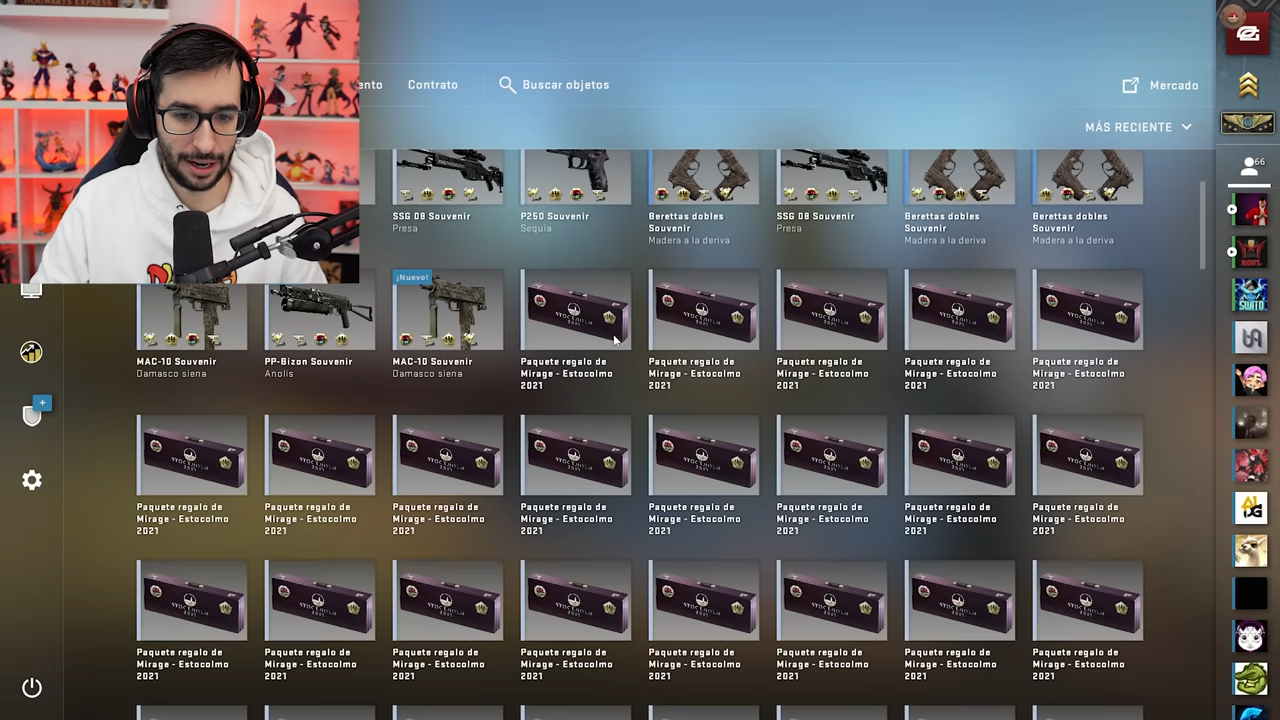 HOGWARTS EXPRESS
Contrato
Buscar objetos
Mercado
MÁS RECIENTE
66
SSG 08 Souvenir
Presa
P250 Souvenir
Sequía
Berettas dobles
Souvenir
Madera a la deriva
SSG 08 Souvenir
Presa
Berettas dobles
Souvenir
Madera a la deriva
Berettas dobles
Souvenir
Madera a la deriva
¡Nuevo!
MAC-10 Souvenir
Damasco siena
PP-Bizon Souvenir
Anolis
MAC-10 Souvenir
Damasco siena
Paquete regalo de
Mirage - Estocolmo
2021
Paquete regalo de
Mirage - Estocolmo
2021
Paquete regalo de
Mirage - Estocolmo
2021
Paquete regalo de
Mirage - Estocolmo
2021
Paquete regalo de
Mirage - Estocolmo
2021
Paquete regalo de
Mirage - Estocolmo
2021
Paquete regalo de
Mirage - Estocolmo
2021
Paquete regalo de
Mirage - Estocolmo
2021
Paquete regalo de
Mirage - Estocolmo
2021
Paquete regalo de
Mirage - Estocolmo
2021
Paquete regalo de
Mirage - Estocolmo
2021
Paquete regalo de
Mirage - Estocolmo
2021
Paquete regalo de
Mirage - Estocolmo
2021
Paquete regalo de
Mirage - Estocolmo
2021
Paquete regalo de
Mirage - Estocolmo
2021
Paquete regalo de
Mirage - Estocolmo
2021
Paquete regalo de
Mirage - Estocolmo
2021
Paquete regalo de
Mirage - Estocolmo
2021
Paquete regalo de
Mirage - Estocolmo
2021
Paquete regalo de
Mirage - Estocolmo
2021
Paquete regalo de
Mirage - Estocolmo
2021